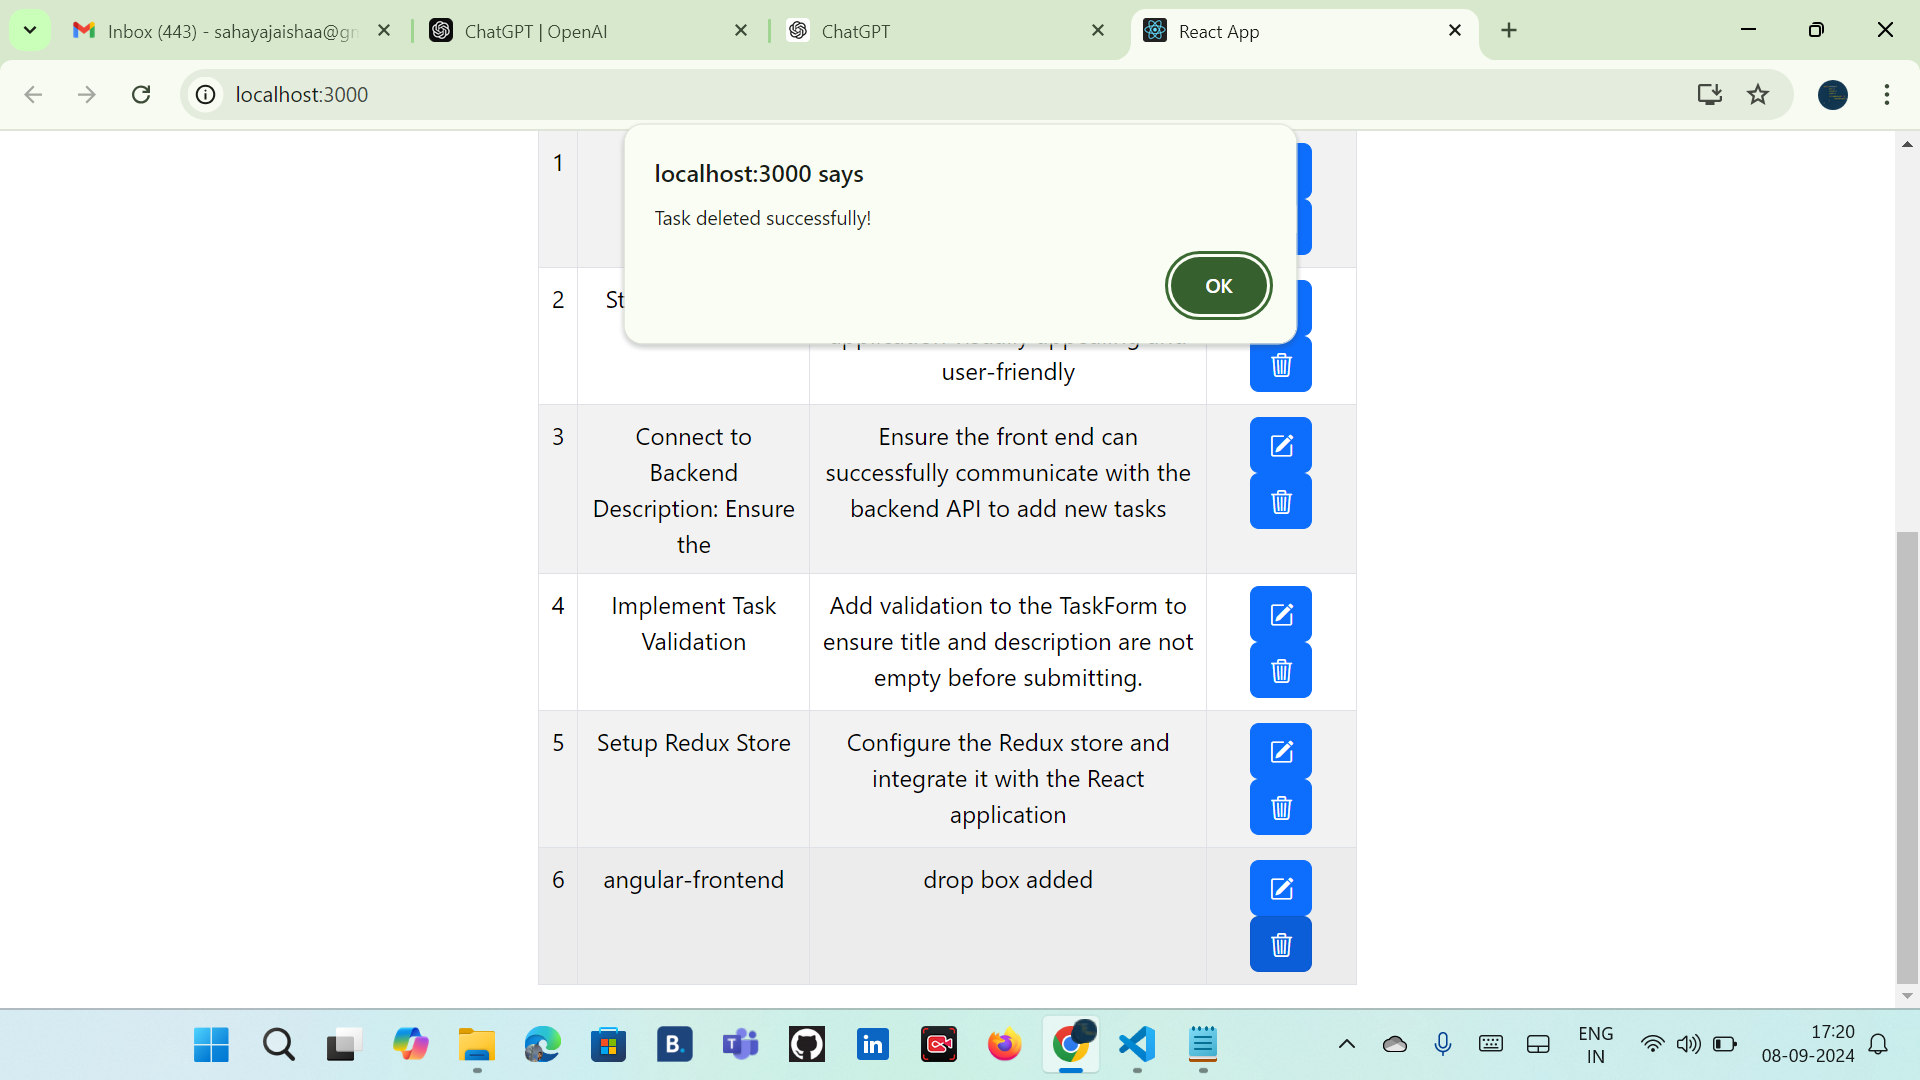 Inbox (443) - sahayajaishaa@gm
ChatGPT | OpenAI
ChatGPT
React App
localhost:3000
localhost:3000 says
Task deleted successfully!
OK
1
2
St
user-friendly
3
Connect to
Backend
Description: Ensure
the
Ensure the front end can
successfully communicate with the
backend API to add new tasks
4
Implement Task
Validation
Add validation to the TaskForm to
ensure title and description are not
empty before submitting.
5
Setup Redux Store
Configure the Redux store and
integrate it with the React
application
6
angular-frontend
drop box added
B.
in
ENG
IN
17:20
08-09-2024